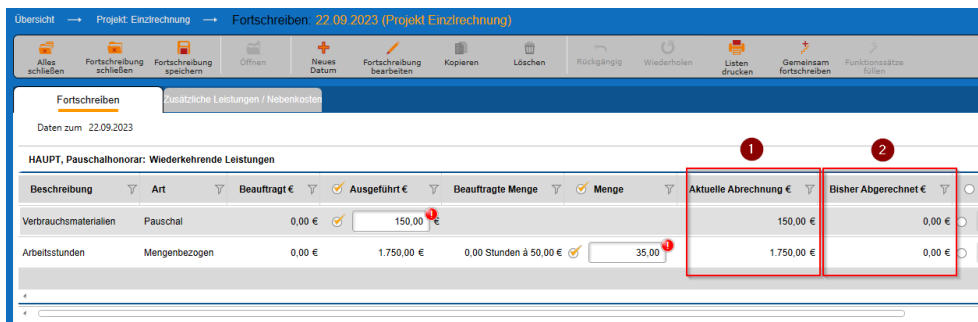 Übersicht → Projekt: Einzlrechnung → Fortschreiben: 22.09.2023 (Projekt Einzlrechnung)
Alles schließen
Fortschreibung schließen
Fortschreibung speichern
Öffnen
Neues Datum
Fortschreibung bearbeiten
Kopieren
Löschen
Rückgängig
Wiederholen
Listen drucken
Gemeinsam fortschreiben
Funktionssätze füllen
Fortschreiben
Zusätzliche Leistungen / Nebenkosten
Daten zum 22.09.2023
HAUPT, Pauschalhonorar: Wiederkehrende Leistungen
1 2
Beschreibung Art Beauftragt € Ausgeführt € Beauftragte Menge Menge Aktuelle Abrechnung € Bisher Abgerechnet €
Verbrauchsmaterialien Pauschal 0,00 € 150,00 € 150,00 € 0,00 €
Arbeitsstunden Mengenbezogen 0,00 € 1.750,00 € 0,00 Stunden à 50,00 € 35,00 1.750,00 € 0,00 €